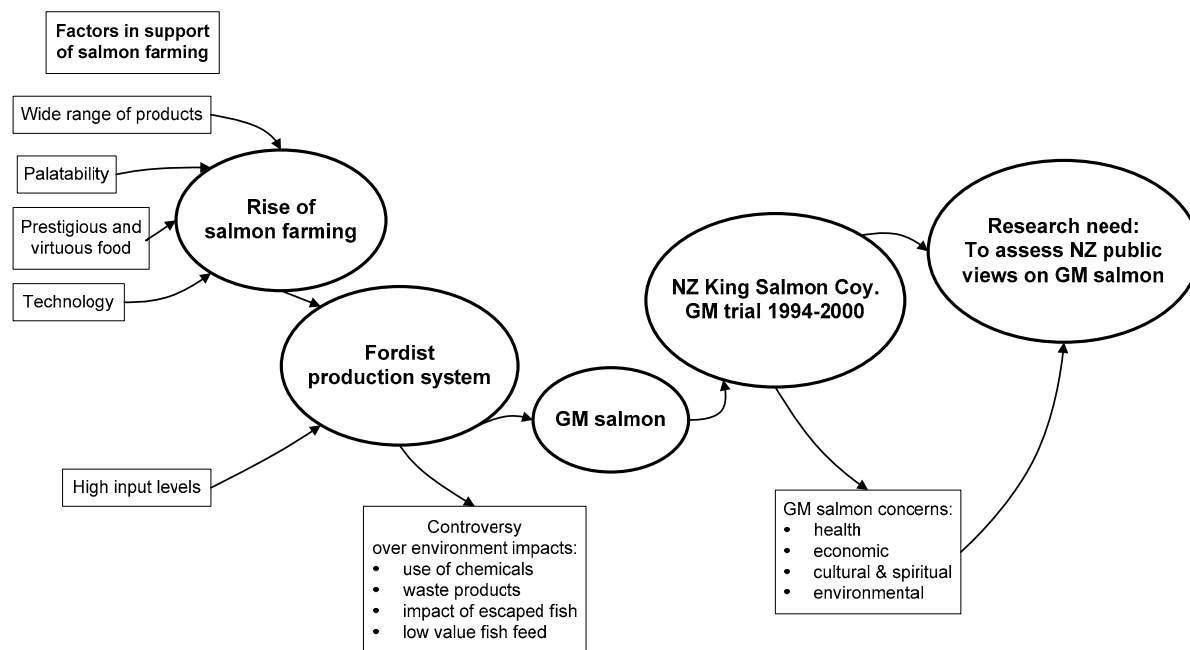 Factors in support
of salmon farming
Wide range of products
Palatability
Prestigious and
virtuous food
Technology
Rise of
salmon farming
Fordist
production system
High input levels
Controversy
over environment impacts:
• use of chemicals
• waste products
• impact of escaped fish
• low value fish feed
GM salmon
NZ King Salmon Coy.
GM trial 1994-2000
GM salmon concerns:
• health
• economic
• cultural & spiritual
• environmental
Research need:
To assess NZ public
views on GM salmon